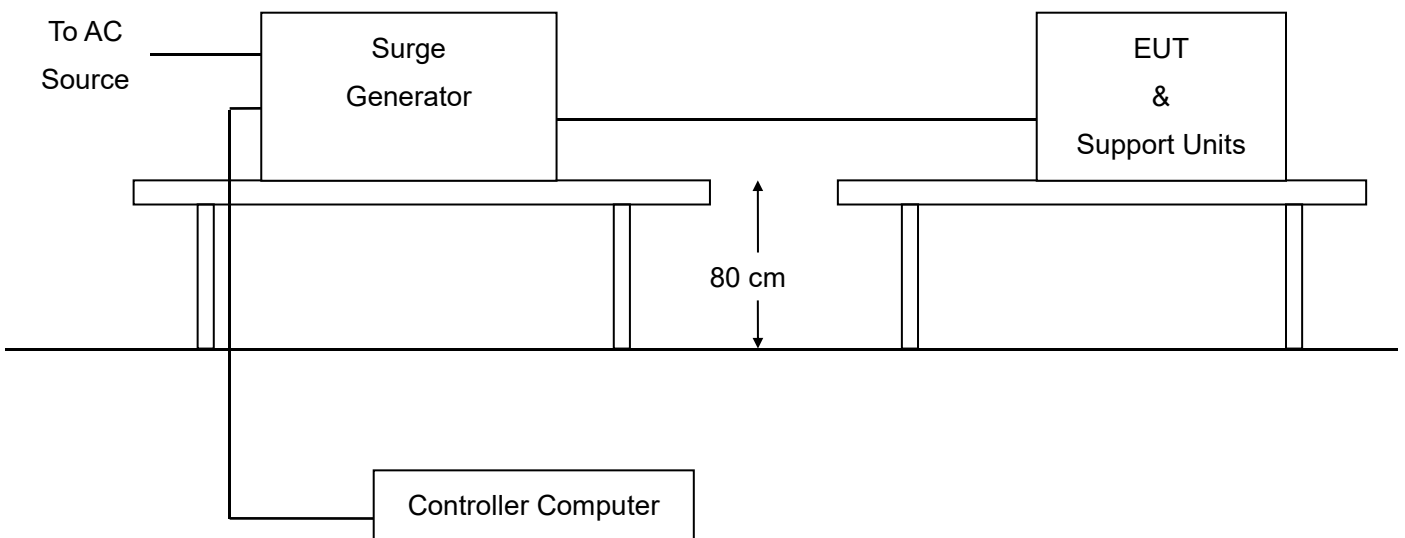 To AC
Source
Surge
Generator
EUT
&
Support Units
80 cm
Controller Computer